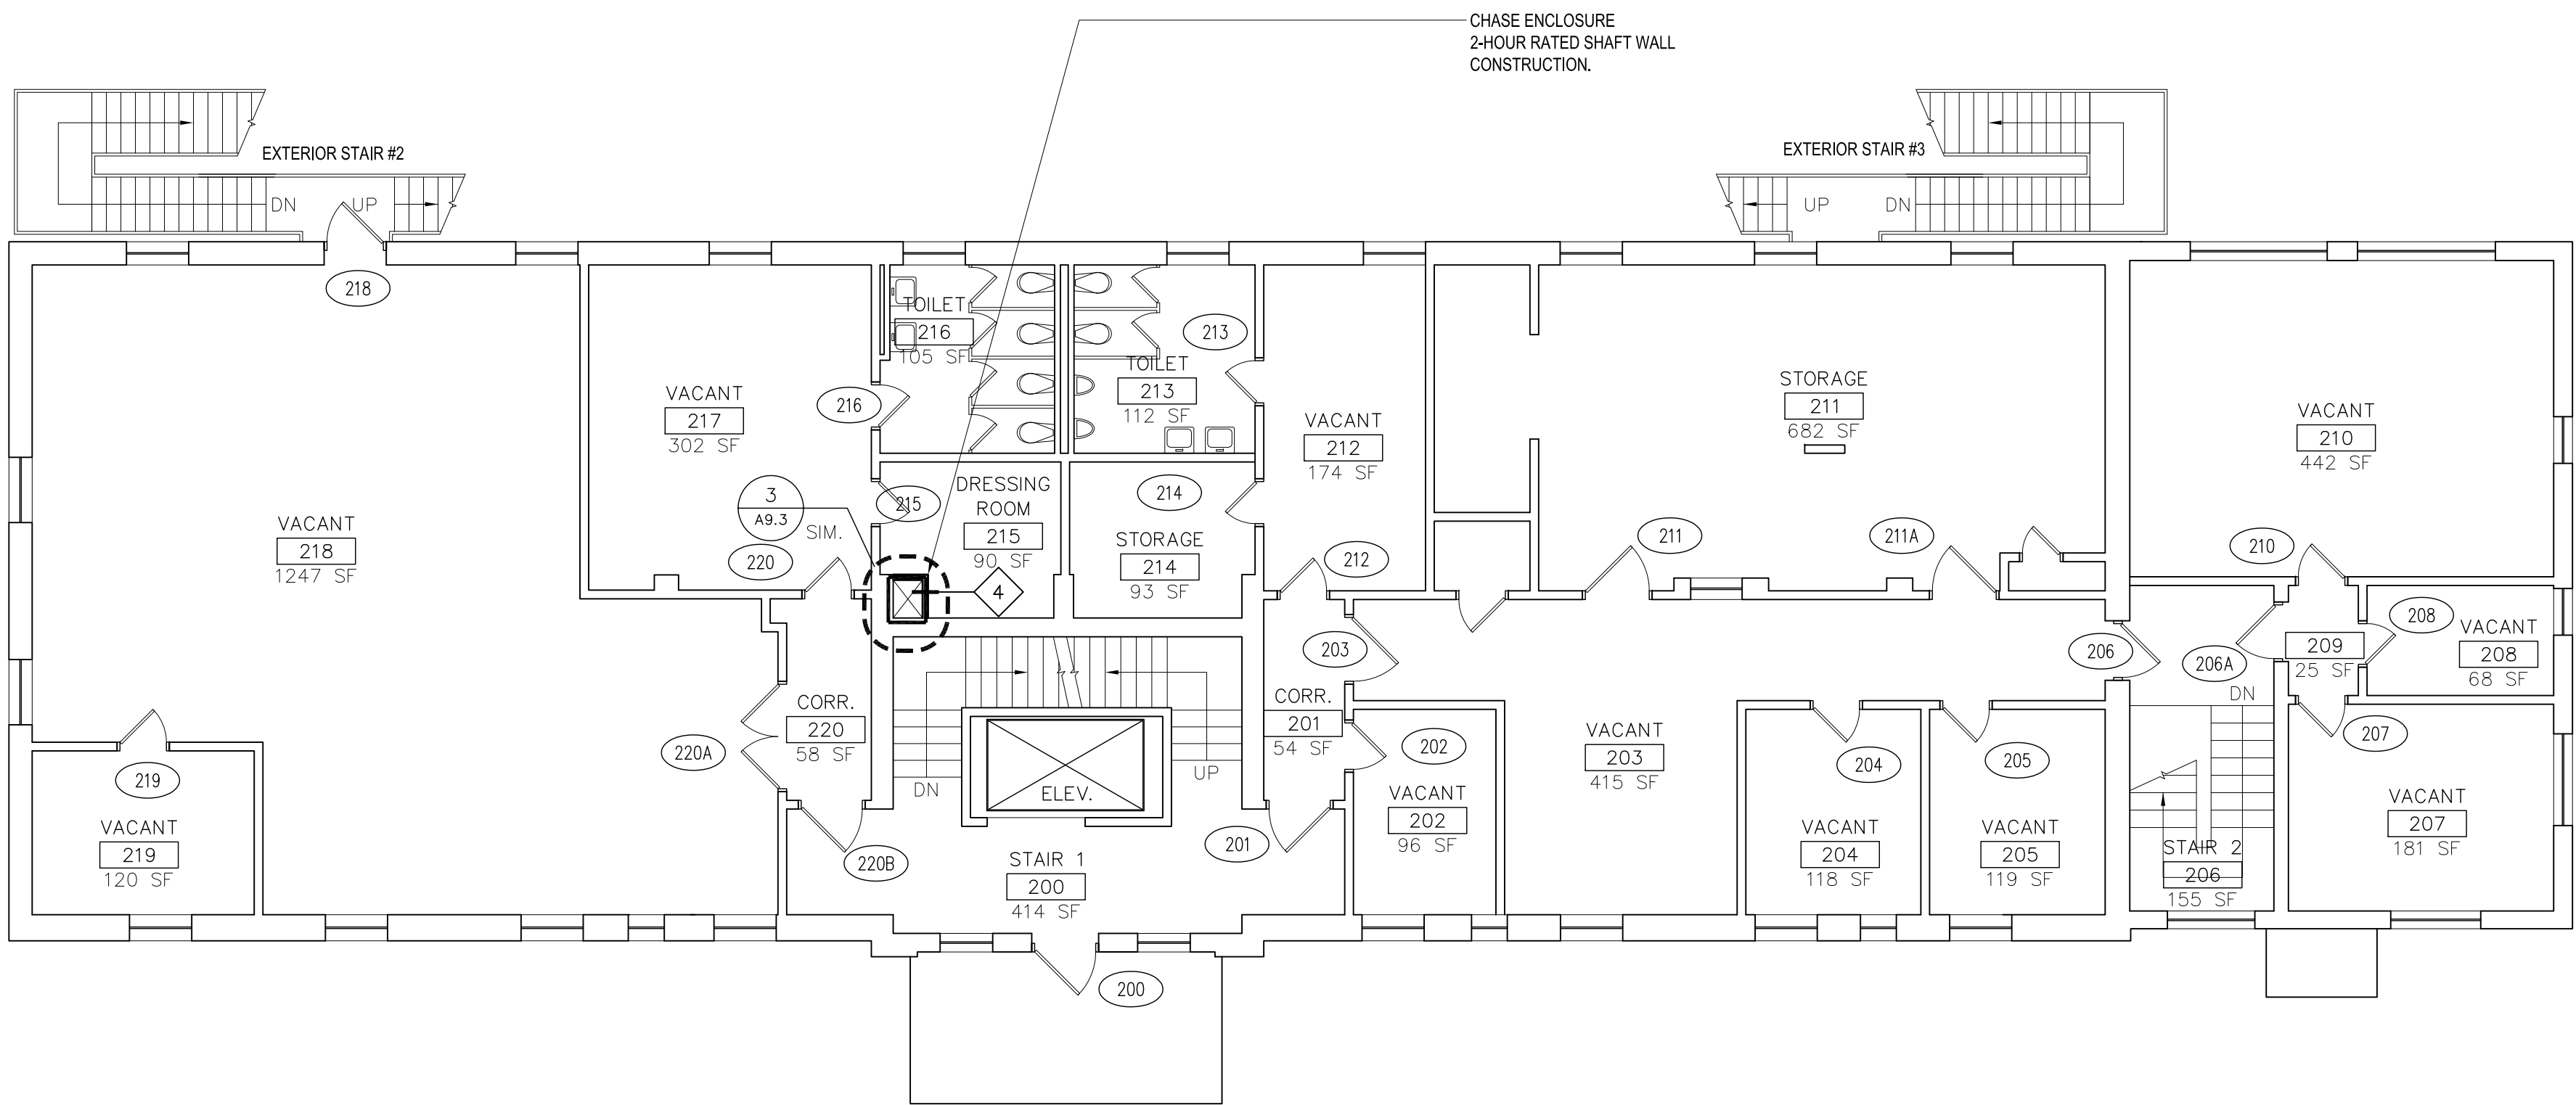 CHASE ENCLOSURE
2-HOUR RATED SHAFT WALL
CONSTRUCTION.
EXTERIOR STAIR #2
DN
UP
EXTERIOR STAIR #3
UP
DN
218
VACANT
218
1247 SF
219
VACANT
219
120 SF
VACANT
217
302 SF
3
A9.3
SIM.
220
216
TOILET
216
105 SF
215
DRESSING
ROOM
215
90 SF
4
213
TOILET
213
112 SF
214
STORAGE
214
93 SF
VACANT
212
174 SF
212
STORAGE
211
682 SF
211
211A
VACANT
210
442 SF
210
CORR.
220
58 SF
220A
220B
DN
ELEV.
UP
STAIR 1
200
414 SF
200
201
CORR.
201
54 SF
203
202
VACANT
202
96 SF
VACANT
203
415 SF
204
VACANT
204
118 SF
205
VACANT
205
119 SF
206
206A
DN
STAIR 2
206
155 SF
209
25 SF
208
VACANT
208
68 SF
207
VACANT
207
181 SF